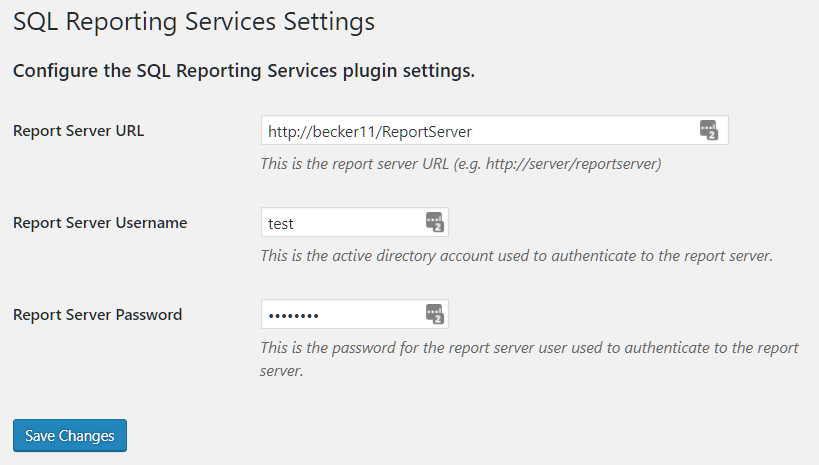 SQL Reporting Services Settings
Configure the SQL Reporting Services plugin settings.
Report Server URL
http://becker11/ReportServer
2
This is the report server URL (e.g. http://server/reportserver)
Report Server Username
test
2
This is the active directory account used to authenticate to the report server.
Report Server Password
••••••••
2
This is the password for the report server user used to authenticate to the report
server.
Save Changes